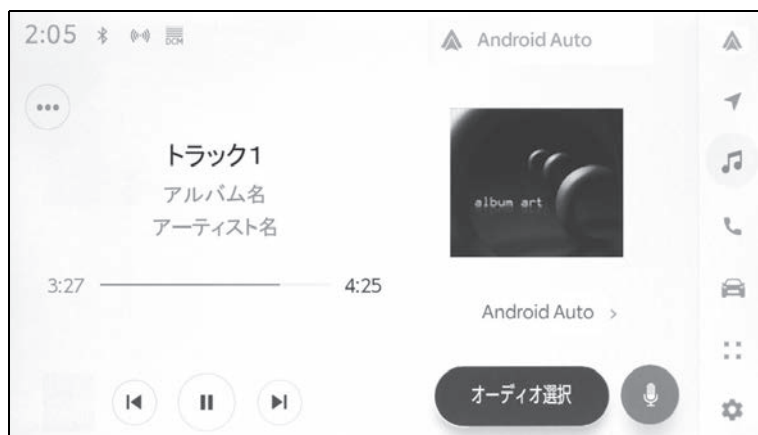 2:05
DCM
Android Auto
トラック1
アルバム名
アーティスト名
album art
3:27
4:25
Android Auto
オーディオ選択